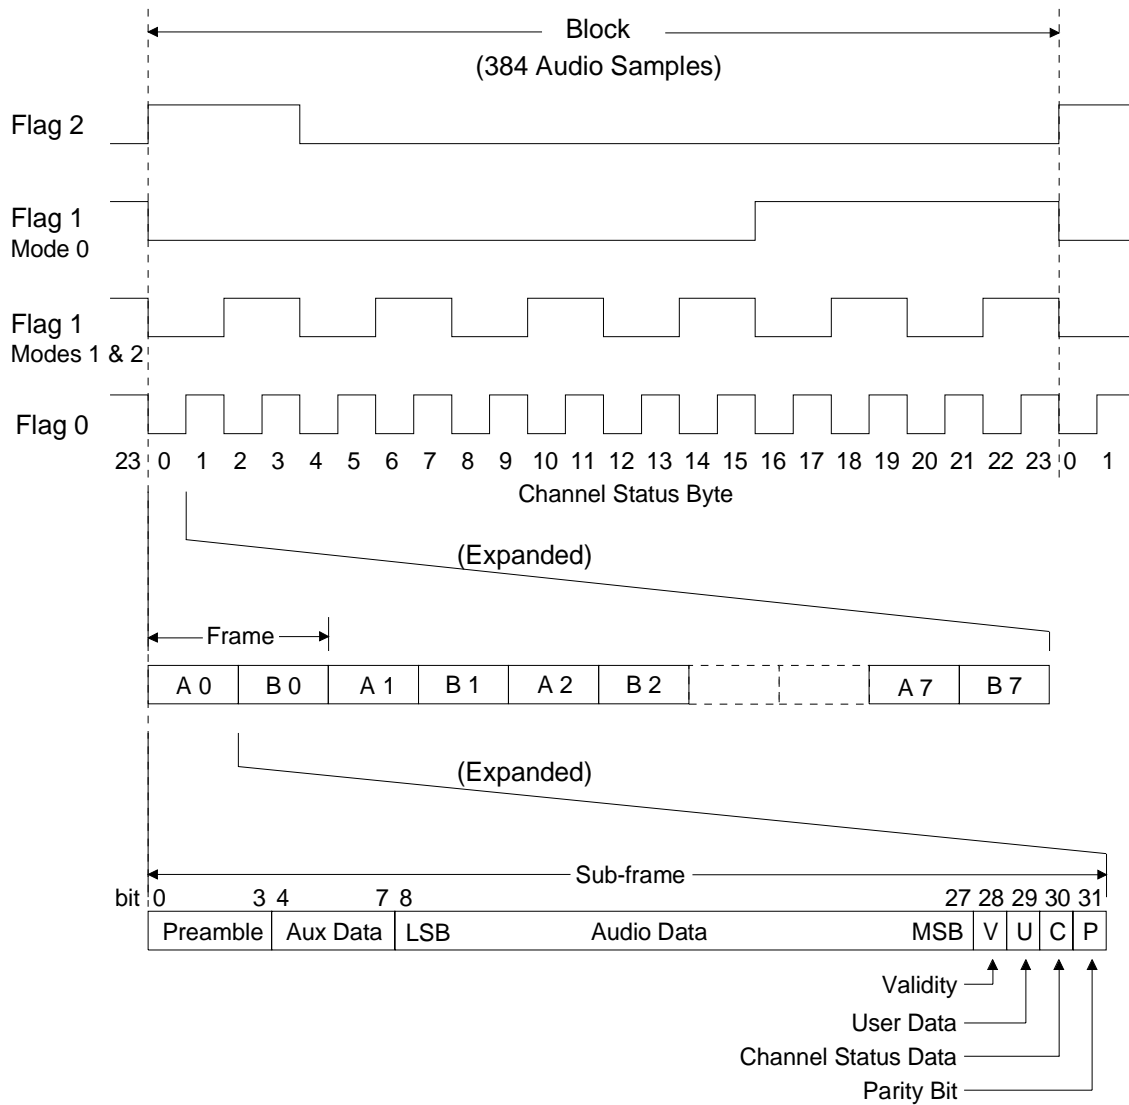 Block
(384 Audio Samples)
Flag 2
Flag 1
Mode 0
Flag 1
Modes 1 & 2
Flag 0
23 0 1 2 3 4 5 6 7 8 9 10 11 12 13 14 15 16 17 18 19 20 21 22 23 0 1
Channel Status Byte
(Expanded)
Frame
A 0 B 0 A 1 B 1 A 2 B 2 A 7 B 7
(Expanded)
Sub-frame
bit 0 3 4 7 8 27 28 29 30 31
Preamble Aux Data LSB Audio Data MSB V U C P
Validity
User Data
Channel Status Data
Parity Bit